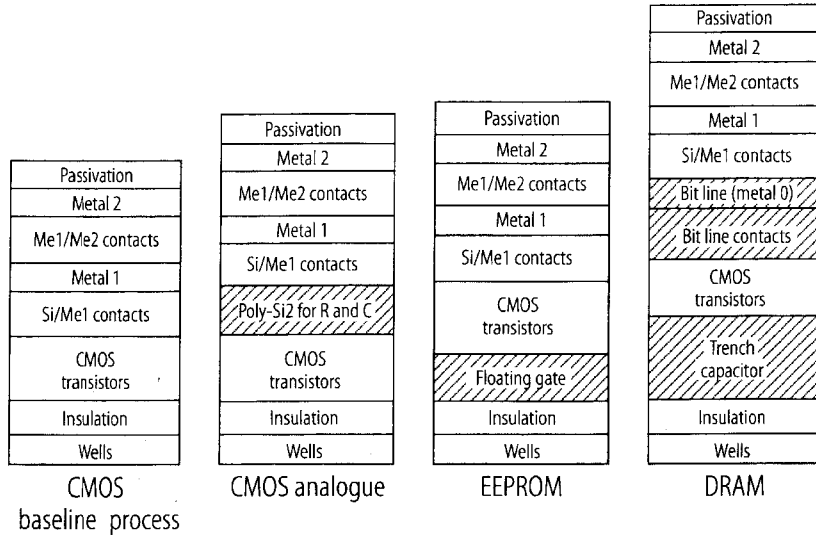 Passivation
Metal 2
Me1/Me2 contacts
Metal 1
Si/Me1 contacts
CMOS
transistors
Insulation
Wells
CMOS
baseline process
Passivation
Metal 2
Me1/Me2 contacts
Metal 1
Si/Me1 contacts
Poly-Si2 for R and C
CMOS
transistors
Insulation
Wells
CMOS analogue
Passivation
Metal 2
Me1/Me2 contacts
Metal 1
Si/Me1 contacts
CMOS
transistors
Floating gate
Insulation
Wells
EEPROM
Passivation
Metal 2
Me1/Me2 contacts
Metal 1
Si/Me1 contacts
Bit line (metal 0)
Bit line contacts
CMOS
transistors
Trench
capacitor
Insulation
Wells
DRAM